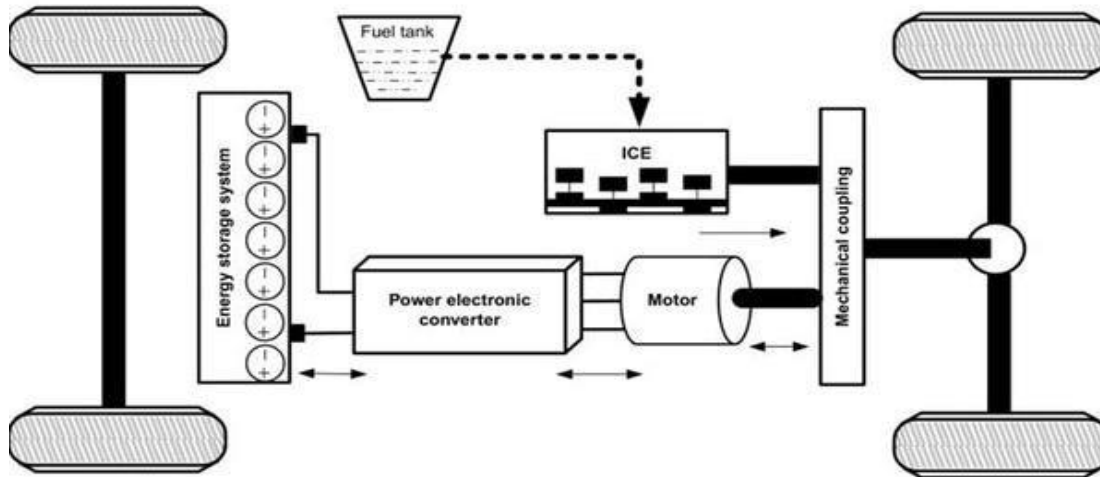 Fuel tank
ICE
Energy storage system
Power electronic
converter
Motor
Mechanical coupling